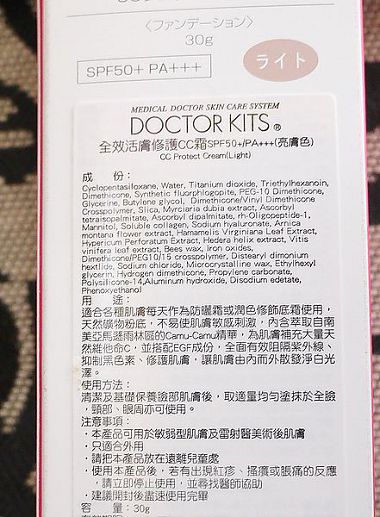 〈ファンデーション〉
30g
SPF50+ PA+++
ライト
MEDICAL DOCTOR SKIN CARE SYSTEM
DOCTOR KITS ®
全效活膚修護CC霜SPF50+/PA+++(亮膚色)
CC Protect Cream(Light)
成　份：
Cyclopentasiloxane, Water, Titanium dioxide, Triethylhexanoin,
Dimethicone, Synthetic fluorphlogopite, PEG-10 Dimethicone,
Glycerine, Butylene glycol, Dimethicone/Vinyl Dimethicone
Crosspolymer, Slica, Myrciaria dubia extract, Ascorbyl
tetraisopalmitate, Ascorbyl dipalmitate, rh-Oligopeptide-1,
Mannitol, Soluble collagen, Sodium hyaluronate, Arnica
montana flower extract, Hamamelis Virginiana Leaf Extract,
Hypericum Perforatum Extract, Hedera helix extract, Vitis
vinifera leaf extract, Bees wax, Iron oxides,
Dimethicone/PEG10/15 crosspolymer, Distearyl dimonium
hextlide, Sodium chloride, Microcrystalline wax, Ethylhexyl
glycerin, Hydrogen dimethicone, Propylene carbonate,
Polysilicone-14,Aluminum hydroxide, Disodium edetate,
Phenoxyethanol
用　途：
適合各種肌膚每天作為防曬霜或潤色修飾底霜使用，
天然礦物粉底，不易使肌膚敏感刺激，內含萃取自南
美亞馬遜雨林區的Camu-Camu精華，為肌膚補充大量天
然維他命C，並搭配EGF成份，全面有效阻隔紫外線、
抑制黑色素、修護肌膚，讓肌膚由內而外散發淨白光
澤。
使用方法：
清潔及基礎保養臉部肌膚後，取適量均勻塗抹於全臉
，頸部、眼周亦可使用。
注意事項：
‧本產品可用於敏弱型肌膚及雷射醫美術後肌膚
‧只適合外用
‧請把本產品放在遠離兒童處
‧使用本產品後，若有出現紅疹、搔癢或脹痛的反應
，請立即停止使用，並尋找醫師協助
‧建議開封後盡速使用完畢
容　量：30g